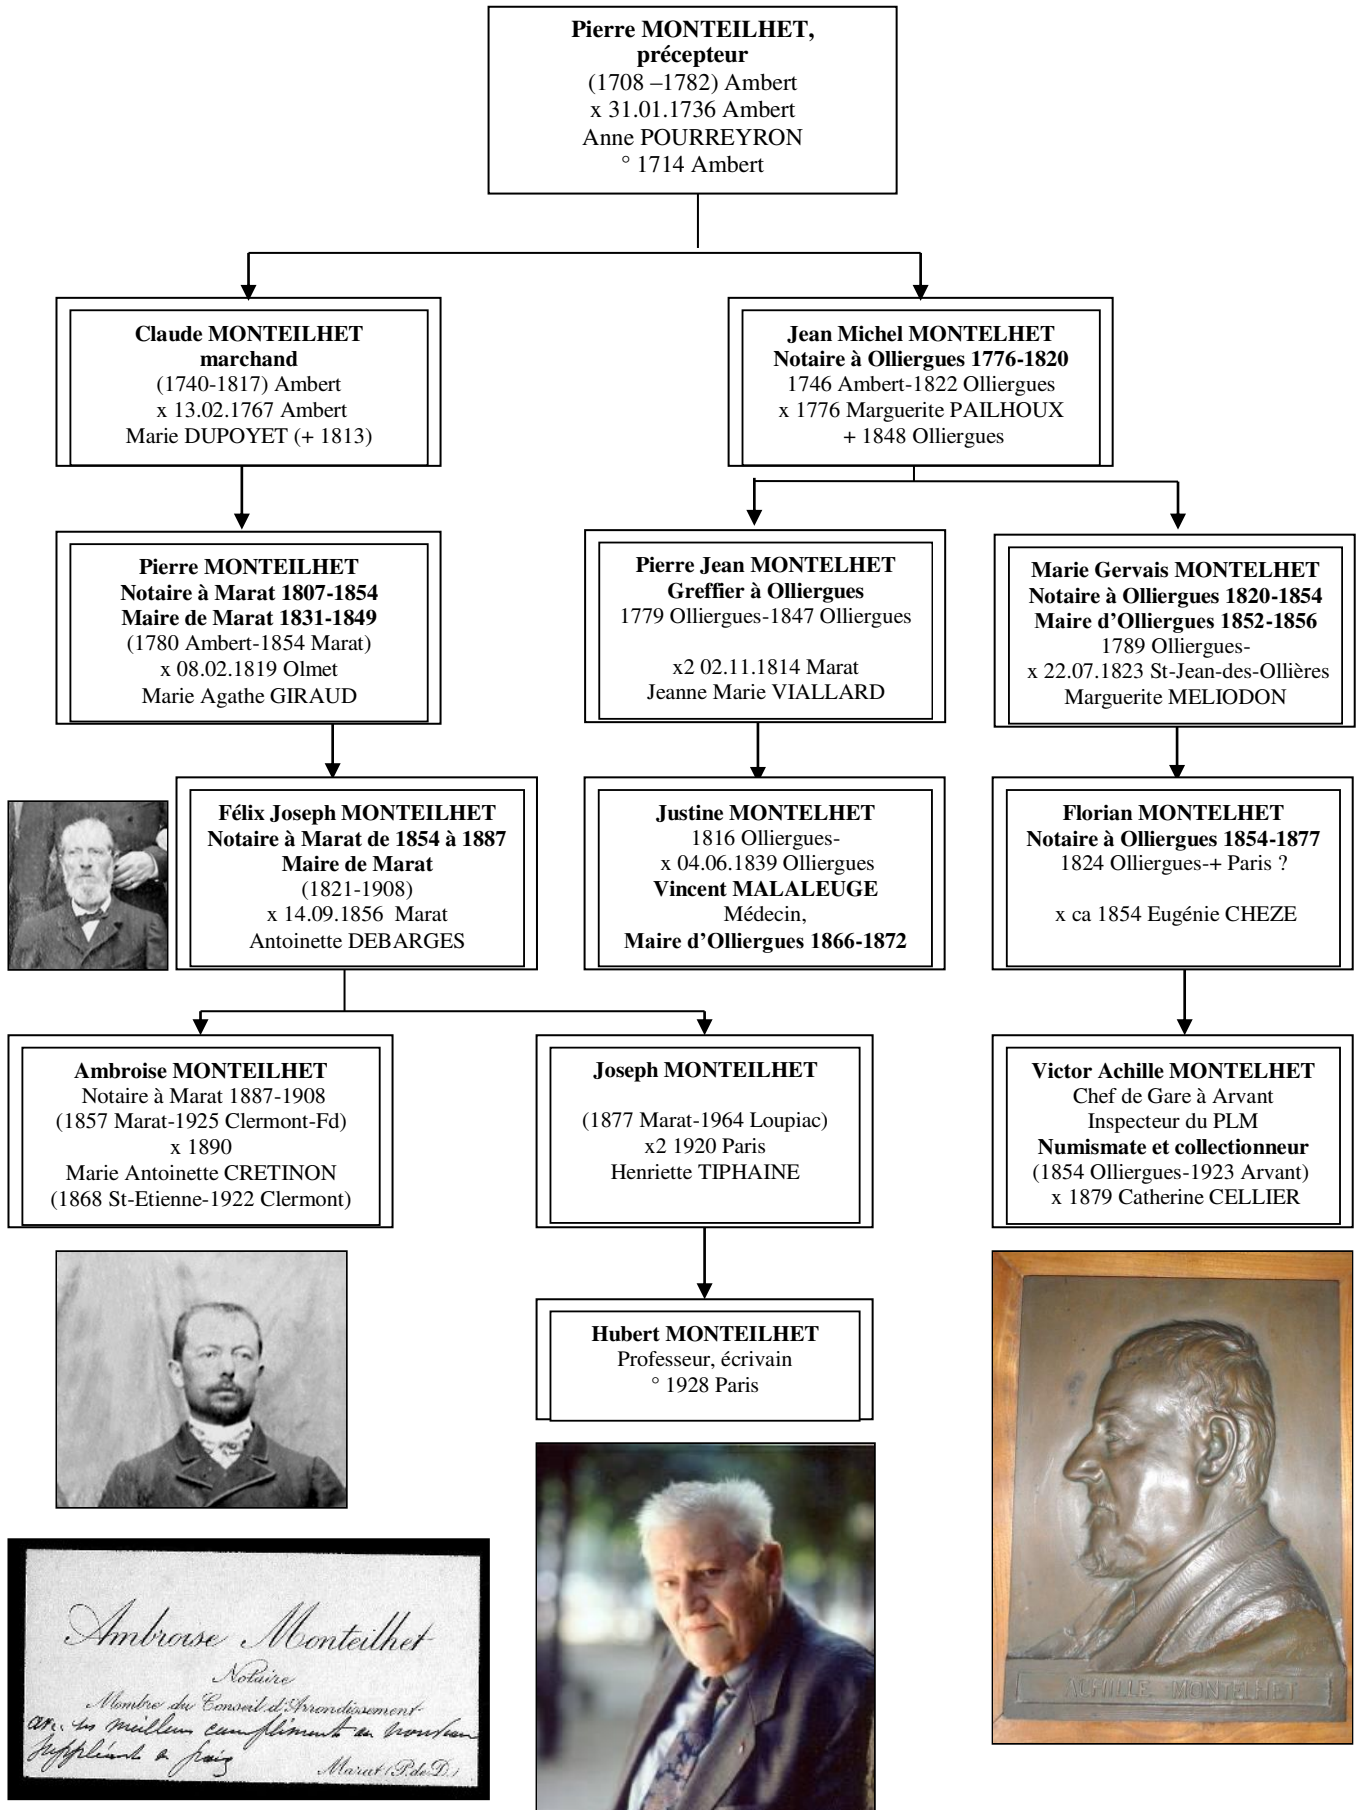 Pierre MONTEILHET,
précepteur
(1708 –1782) Ambert
x 31.01.1736 Ambert
Anne POURREYRON
° 1714 Ambert
Claude MONTEILHET
marchand
(1740-1817) Ambert
x 13.02.1767 Ambert
Marie DUPOYET (+ 1813)
Jean Michel MONTELHET
Notaire à Olliergues 1776-1820
1746 Ambert-1822 Olliergues
x 1776 Marguerite PAILHOUX
+ 1848 Olliergues
Pierre MONTEILHET
Notaire à Marat 1807-1854
Maire de Marat 1831-1849
(1780 Ambert-1854 Marat)
x 08.02.1819 Olmet
Marie Agathe GIRAUD
Pierre Jean MONTELHET
Greffier à Olliergues
1779 Olliergues-1847 Olliergues
x2 02.11.1814 Marat
Jeanne Marie VIALLARD
Marie Gervais MONTELHET
Notaire à Olliergues 1820-1854
Maire d’Olliergues 1852-1856
1789 Olliergues-
x 22.07.1823 St-Jean-des-Ollières
Marguerite MELIODON
Félix Joseph MONTEILHET
Notaire à Marat de 1854 à 1887
Maire de Marat
(1821-1908)
x 14.09.1856 Marat
Antoinette DEBARGES
Justine MONTELHET
1816 Olliergues-
x 04.06.1839 Olliergues
Vincent MALALEUGE
Médecin,
Maire d’Olliergues 1866-1872
Florian MONTELHET
Notaire à Olliergues 1854-1877
1824 Olliergues-+ Paris ?
x ca 1854 Eugénie CHEZE
Ambroise MONTEILHET
Notaire à Marat 1887-1908
(1857 Marat-1925 Clermont-Fd)
x 1890
Marie Antoinette CRETINON
(1868 St-Etienne-1922 Clermont)
Joseph MONTEILHET
(1877 Marat-1964 Loupiac)
x2 1920 Paris
Henriette TIPHAINE
Victor Achille MONTELHET
Chef de Gare à Arvant
Inspecteur du PLM
Numismate et collectionneur
(1854 Olliergues-1923 Arvant)
x 1879 Catherine CELLIER
Hubert MONTEILHET
Professeur, écrivain
° 1928 Paris
ACHILLE MONTELHET
Ambroise Monteilhet
Notaire
Membre du Conseil d'Arrondissement
avec ses meilleurs compliments au nouveau
suppléant de paix
Marat (P. de D.)